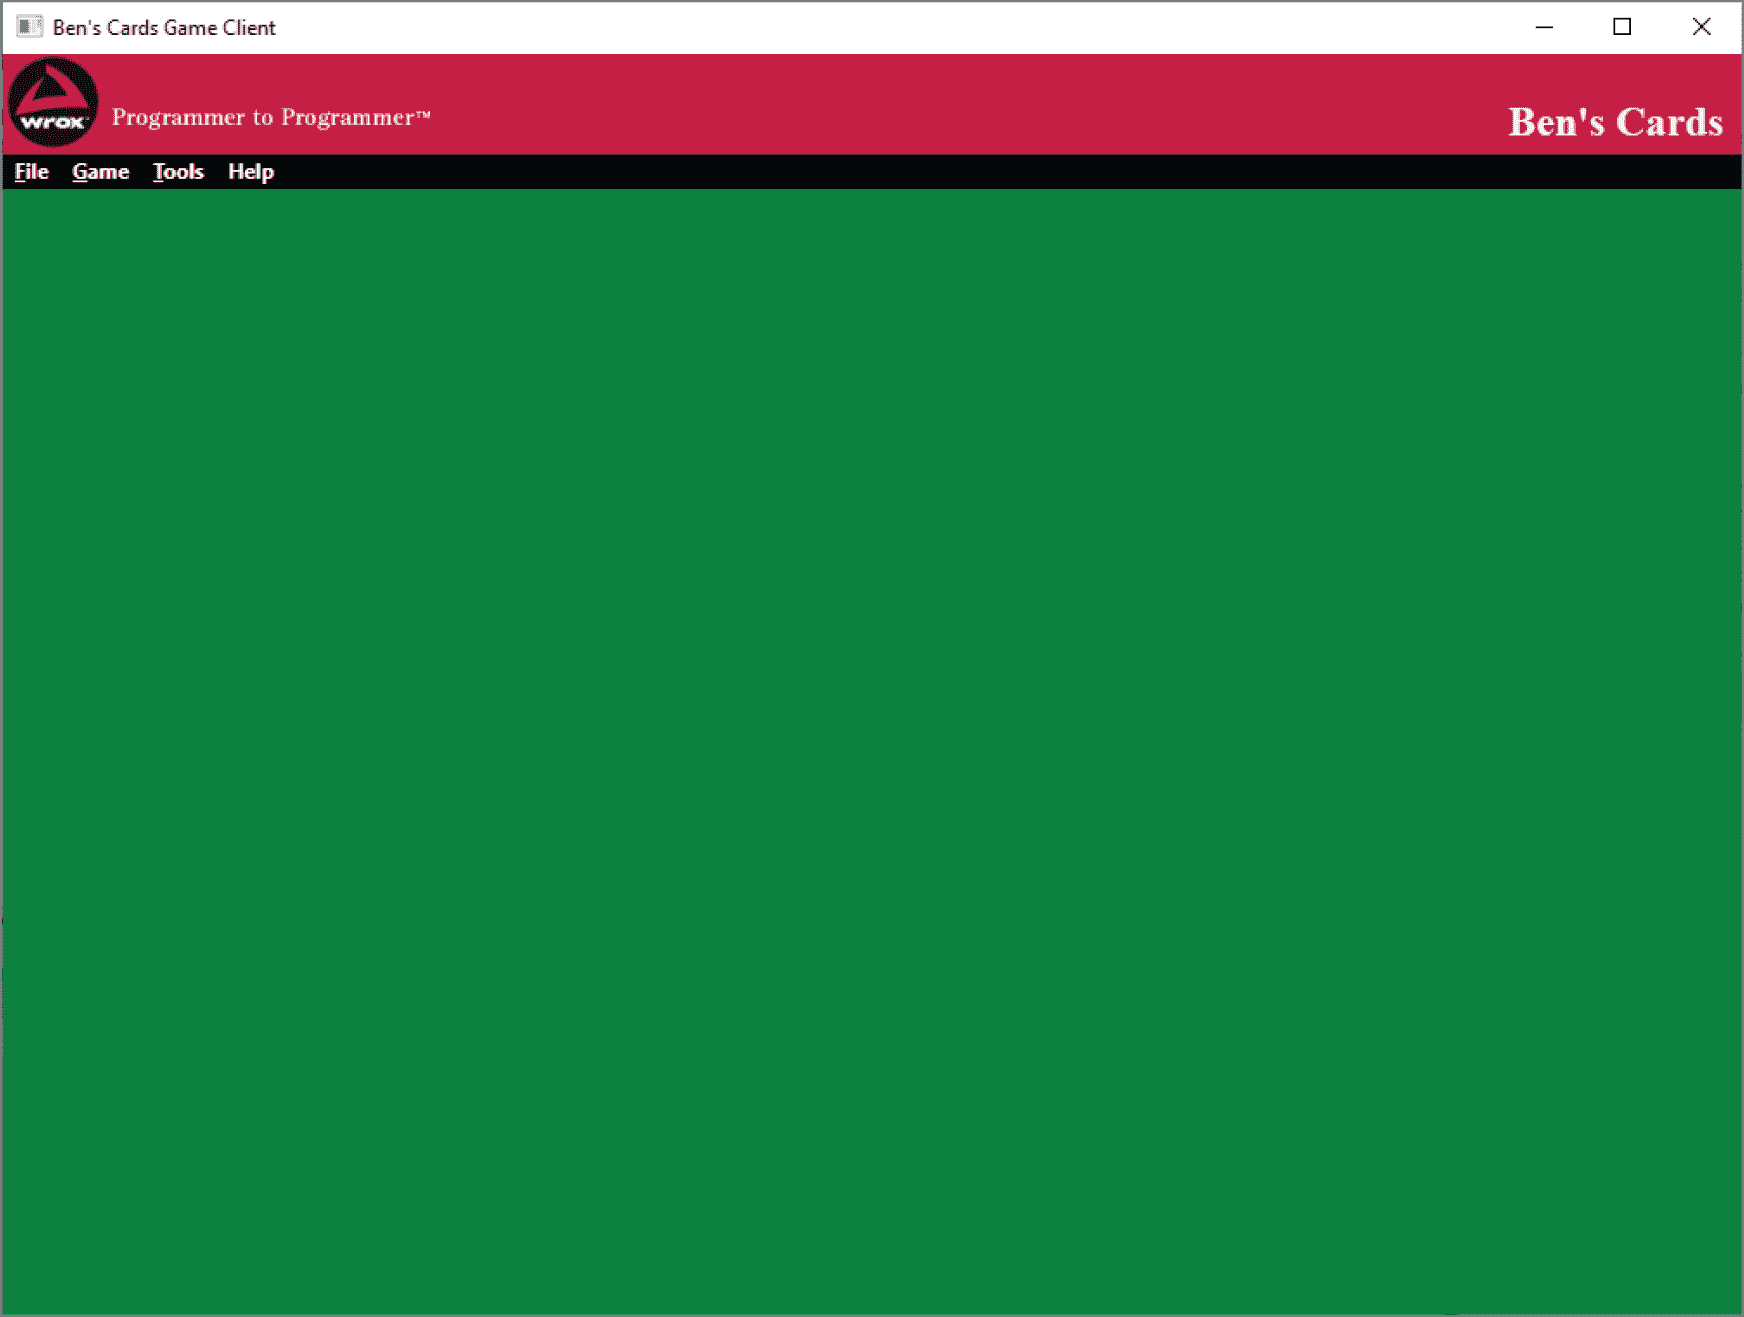 Ben's Cards Game Client
wrox
Programmer to Programmer™
Ben's Cards
File Game Tools Help